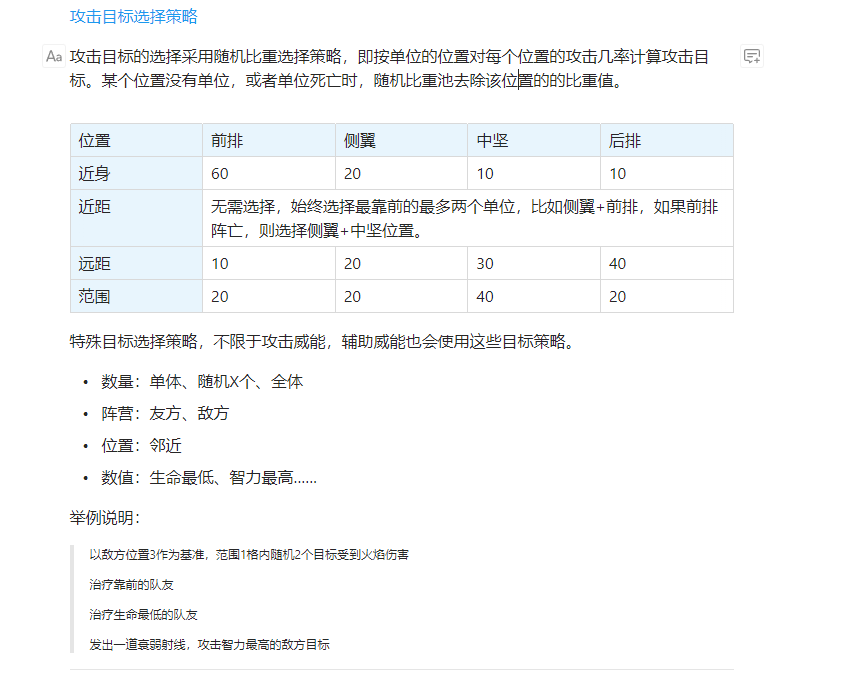 攻击目标选择策略
Aa
攻击目标的选择采用随机比重选择策略，即按单位的位置对每个位置的攻击几率计算攻击目
标。某个位置没有单位，或者单位死亡时，随机比重池去除该位置的的比重值。
位置 前排 侧翼 中坚 后排
近身 60 20 10 10
近距 无需选择，始终选择最靠前的最多两个单位，比如侧翼+前排，如果前排
阵亡，则选择侧翼+中坚位置。
远距 10 20 30 40
范围 20 20 40 20
特殊目标选择策略，不限于攻击威能，辅助威能也会使用这些目标策略。
• 数量：单体、随机X个、全体
• 阵营：友方、敌方
• 位置：邻近
• 数值：生命最低、智力最高......
举例说明：
以敌方位置3作为基准，范围1格内随机2个目标受到火焰伤害
治疗靠前的队友
治疗生命最低的队友
发出一道衰弱射线，攻击智力最高的敌方目标